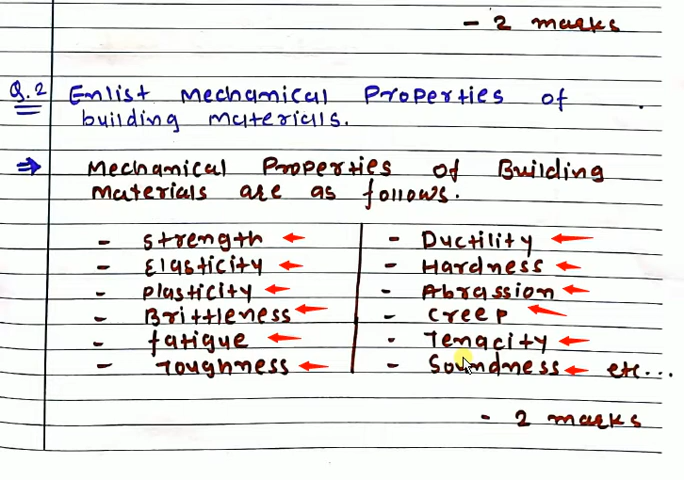 - 2 marks
Q.2 Enlist Mechanical Properties of
building materials.
⇒ Mechanical Properties of Building
Materials are as follows.
- Strength ←
- Ductility ←
- Elasticity ←
- Hardness ←
- Plasticity ←
- Abrassion ←
- Brittleness ←
- Creep ←
- fatigue ←
- Tenacity ←
- Toughness ←
- Soundness ← etc...
- 2 marks